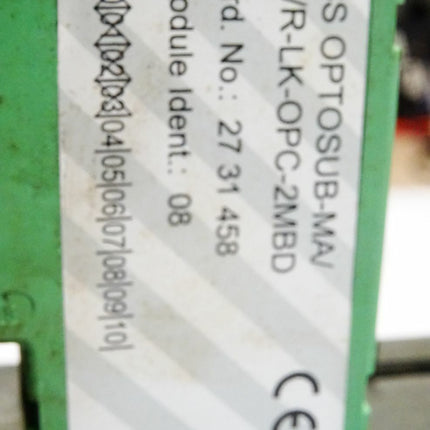 S OPTOSUB-MA/
/R-LK-OPC-2MBD
rd. No.: 27 31 458
odule Ident.: 08
02|03|04|05|06|07|08|09|10|
CE